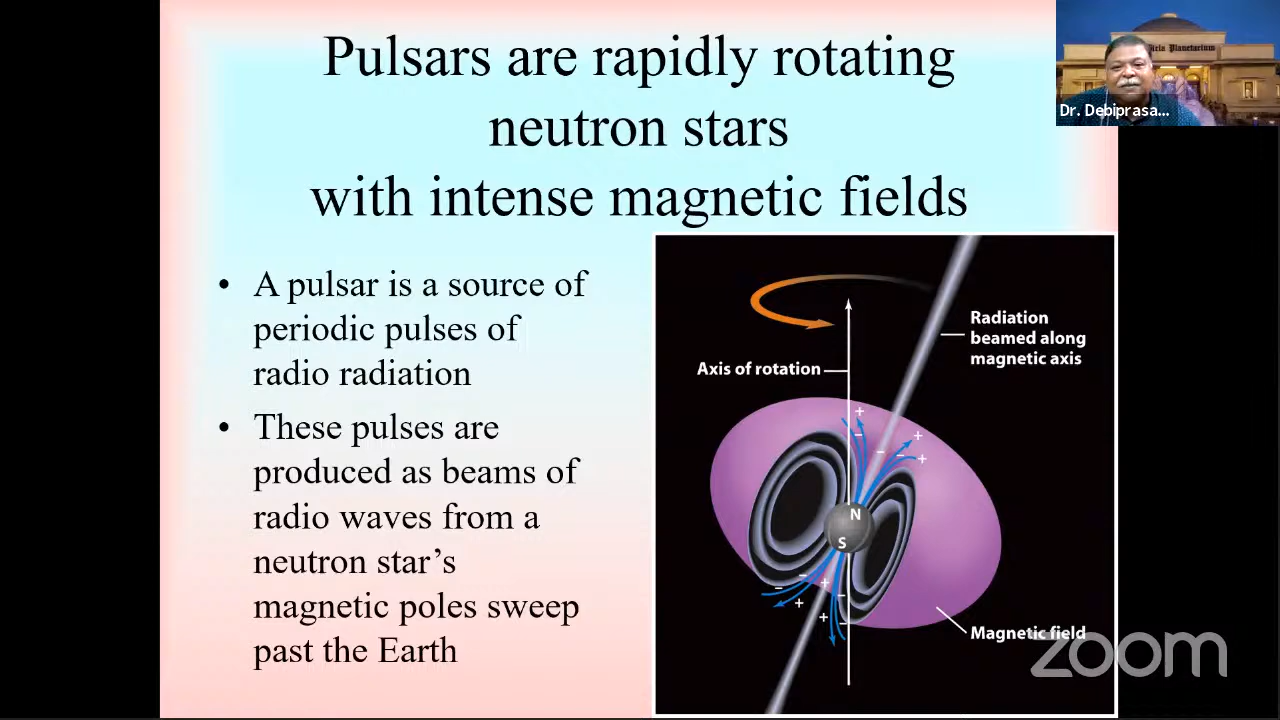 Pulsars are rapidly rotating
neutron stars
with intense magnetic fields
• A pulsar is a source of
periodic pulses of
radio radiation
• These pulses are
produced as beams of
radio waves from a
neutron star’s
magnetic poles sweep
past the Earth
Radiation
beamed along
magnetic axis
Axis of rotation
+
−
+
−
−
+
N
S
−
−
+
+
−
+
−
Magnetic field
zoom
Birla Planetarium
Dr. Debiprasa...